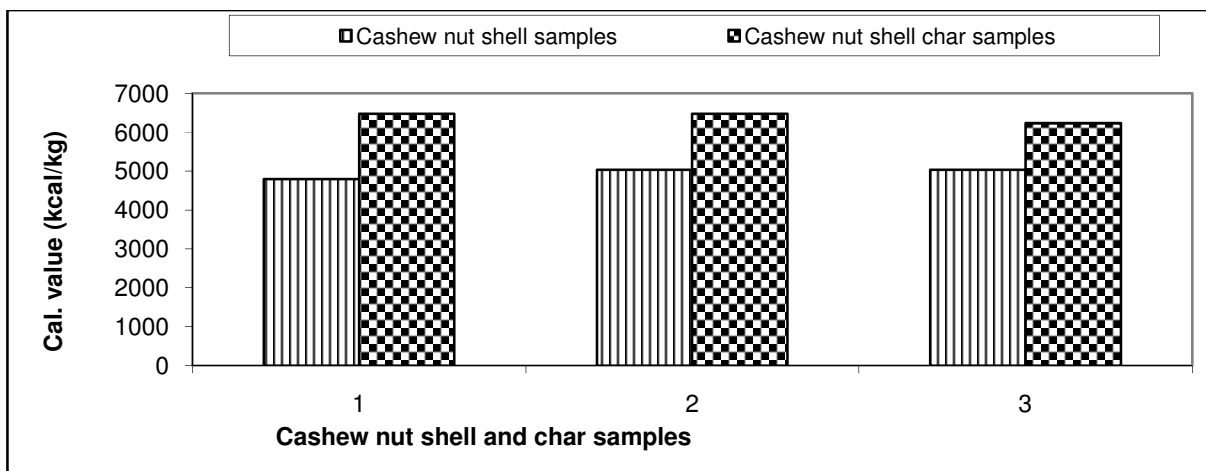 Cashew nut shell samples Cashew nut shell char samples
Cal. value (kcal/kg)
7000
6000
5000
4000
3000
2000
1000
0
1 2 3
Cashew nut shell and char samples